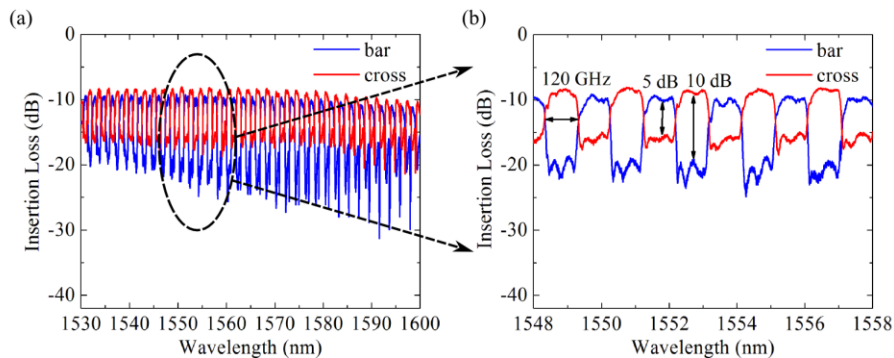 (a)
0
-10
-20
-30
-40
Insertion Loss (dB)
bar
cross
1530 1540 1550 1560 1570 1580 1590 1600
Wavelength (nm)
(b)
0
-10
-20
-30
-40
Insertion Loss (dB)
bar
cross
120 GHz
5 dB
10 dB
1548 1550 1552 1554 1556 1558
Wavelength (nm)